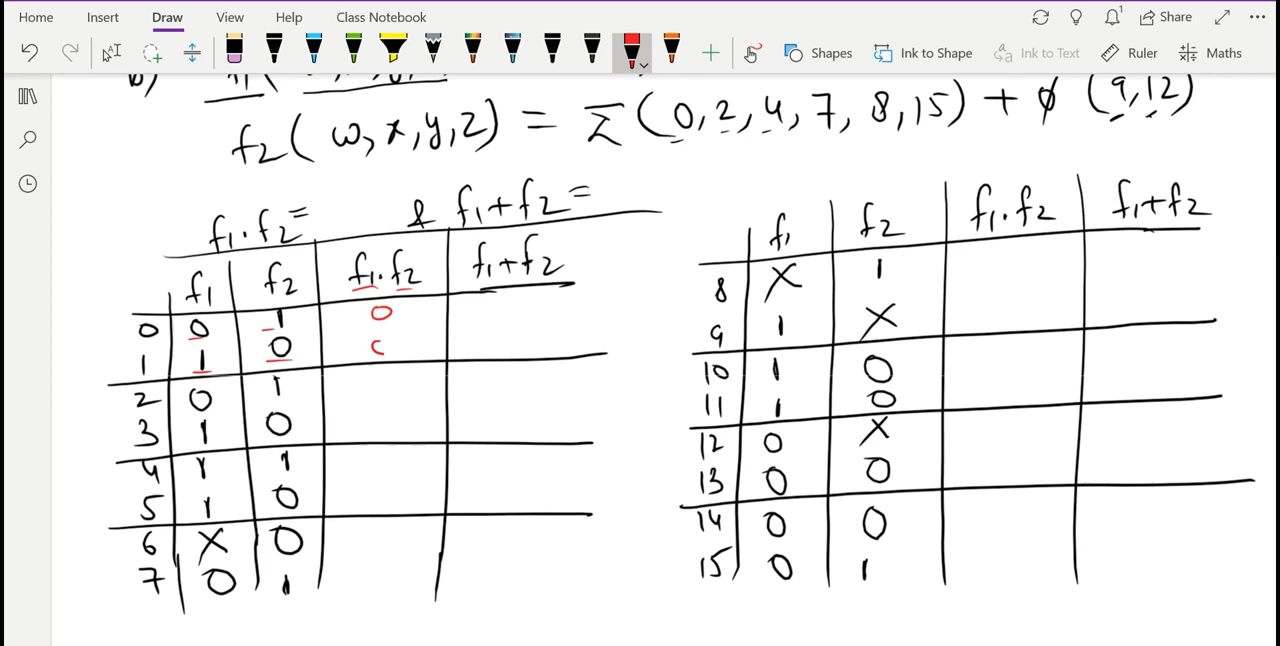 Home Insert Draw View Help Class Notebook Share
Shapes Ink to Shape Ink to Text Ruler Maths
b)
f2(w,x,y,z) = Σ(0,2,4,7,8,15) + φ(9,12)
f1.f2= & f1+f2=
f1 f2 f1.f2 f1+f2
0 0 1 0
1 1 0
2 0 1
3 1 0
4 1 1
5 1 0
6 X 0
7 0 1
f1 f2 f1.f2 f1+f2
8 X 1
9 1 X
10 1 0
11 1 0
12 0 X
13 0 0
14 0 0
15 0 1